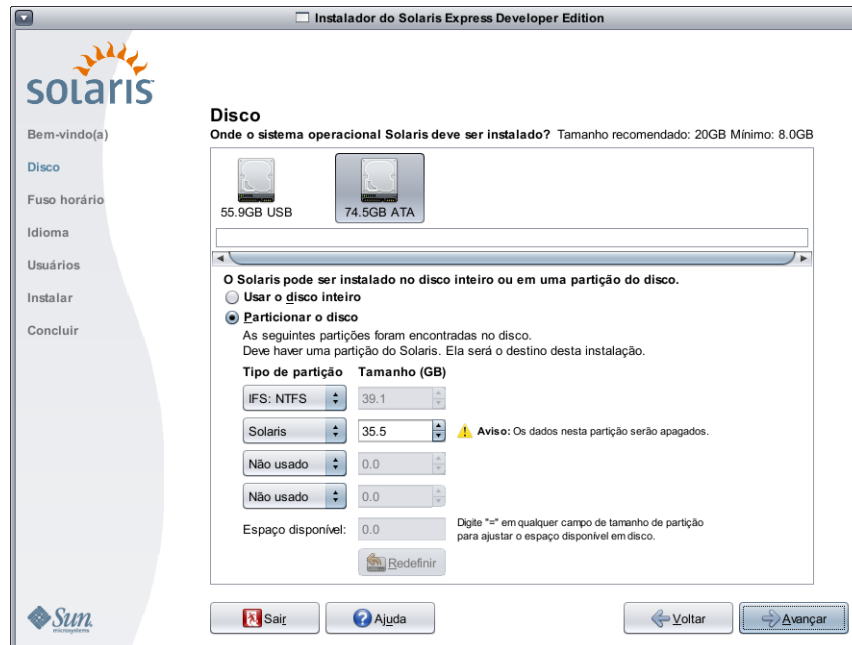 Instalador do Solaris Express Developer Edition
solaris
Bem-vindo(a)
Disco
Fuso horário
Idioma
Usuários
Instalar
Concluir
Disco
Onde o sistema operacional Solaris deve ser instalado? Tamanho recomendado: 20GB Mínimo: 8.0GB
55.9GB USB
74.5GB ATA
O Solaris pode ser instalado no disco inteiro ou em uma partição do disco.
Usar o disco inteiro
Particionar o disco
As seguintes partições foram encontradas no disco.
Deve haver uma partição do Solaris. Ela será o destino desta instalação.
Tipo de partição Tamanho (GB)
IFS: NTFS 39.1
Solaris 35.5 Aviso: Os dados nesta partição serão apagados.
Não usado 0.0
Não usado 0.0
Espaço disponível: 0.0 Digite "=" em qualquer campo de tamanho de partição
para ajustar o espaço disponível em disco.
Redefinir
Sun
microsystems
Sair Ajuda Voltar Avançar